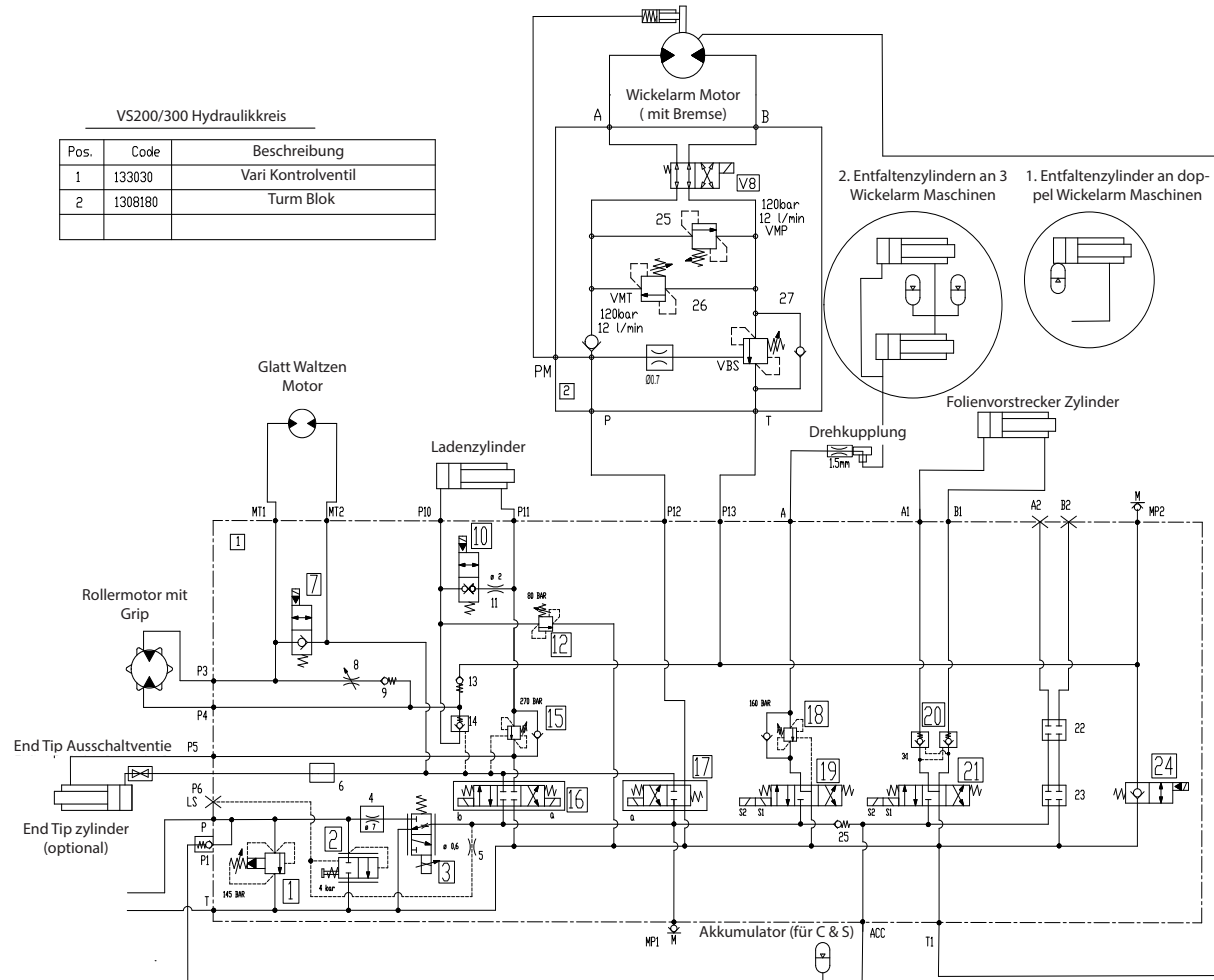 VS200/300 Hydraulikkreis
Pos. Code Beschreibung
1 133030 Vari Kontrolventil
2 1308180 Turm Blok
Wickelarm Motor
( mit Bremse)
A
B
W
V8
120bar
12 l/min
VMP
25
VMT
26
120bar
12 l/min
27
VBS
Ø0.7
PM
2
P
T
2. Entfaltenzylindern an 3
Wickelarm Maschinen
1. Entfaltenzylinder an dop-
pel Wickelarm Maschinen
Glatt Waltzen
Motor
Ladenzylinder
Drehkupplung
1.5mm
Folienvorstrecker Zylinder
MT1
MT2
P10
P11
P12
P13
A
A1
B1
A2
B2
M
MP2
1
7
10
ø 2
11
80 BAR
12
Rollermotor mit
Grip
P3
P4
8
9
13
14
270 BAR
15
160 BAR
18
20
22
End Tip Ausschaltventie
P5
6
16
b
a
17
a
19
S2
S1
21
S2
S1
23
24
End Tip zylinder
(optional)
P6
LS
P
P1
T
4
ø 7
2
4 bar
ø 0,6
3
5
25
145 BAR
1
MP1
M
Akkumulator (für C & S)
ACC
T1